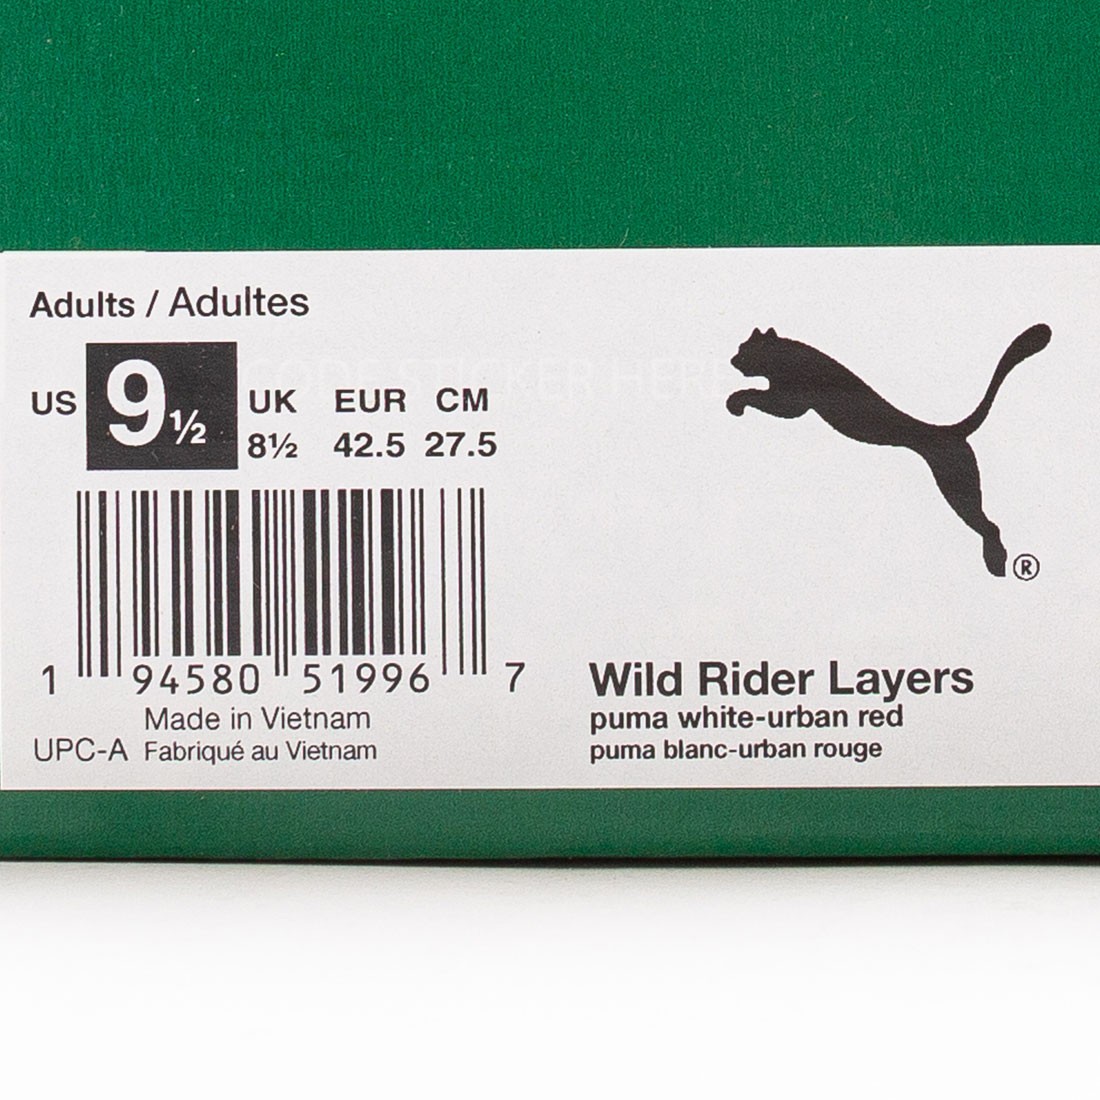 Adults / Adultes
US 9½
UK EUR CM
8½ 42.5 27.5
1 94580 51996 7
Made in Vietnam
UPC-A Fabriqué au Vietnam
®
Wild Rider Layers
puma white-urban red
puma blanc-urban rouge